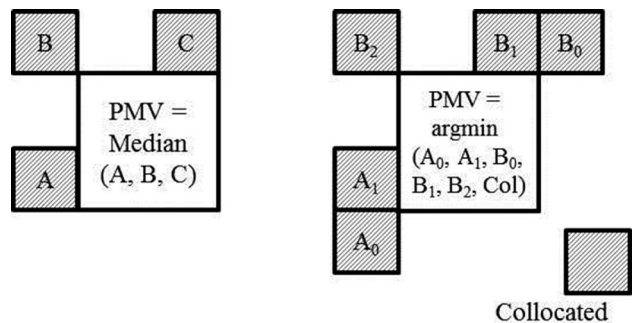 B
C
PMV =
Median
(A, B, C)
A
B₂
B₁
B₀
PMV =
argmin
(A₀, A₁, B₀,
B₁, B₂, Col)
A₁
A₀
Collocated